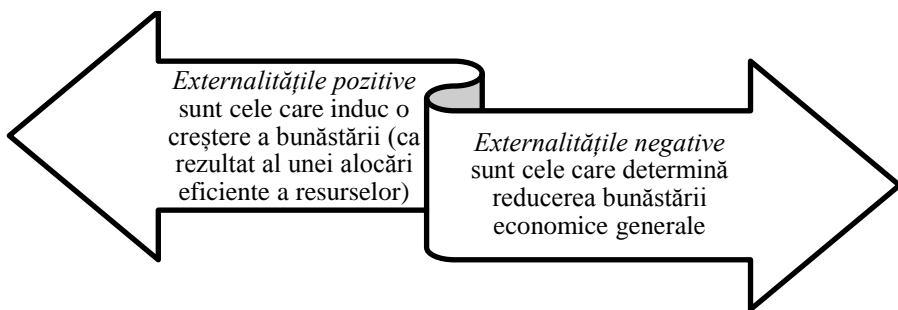 Externalitățile pozitive
sunt cele care induc o
creștere a bunăstării (ca
rezultat al unei alocări
eficiente a resurselor)
Externalitățile negative
sunt cele care determină
reducerea bunăstării
economice generale